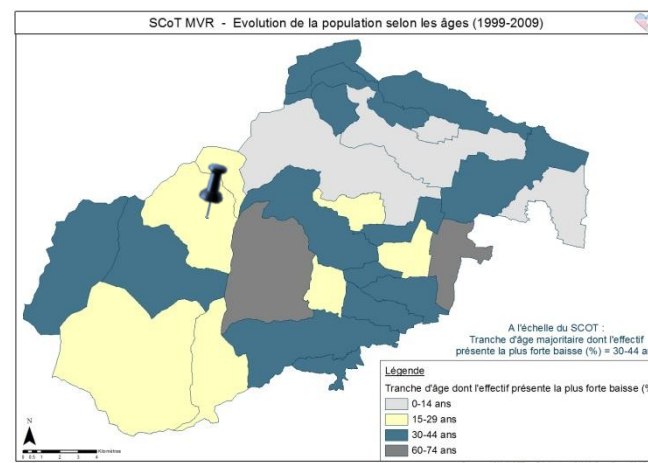 SCoT MVR - Evolution de la population selon les âges (1999-2009)
A l'échelle du SCOT :
Tranche d'âge majoritaire dont l'effectif
présente la plus forte baisse (%) = 30-44 an
Légende
Tranche d'âge dont l'effectif présente la plus forte baisse (%
0-14 ans
15-29 ans
30-44 ans
60-74 ans
N
Kilomètres